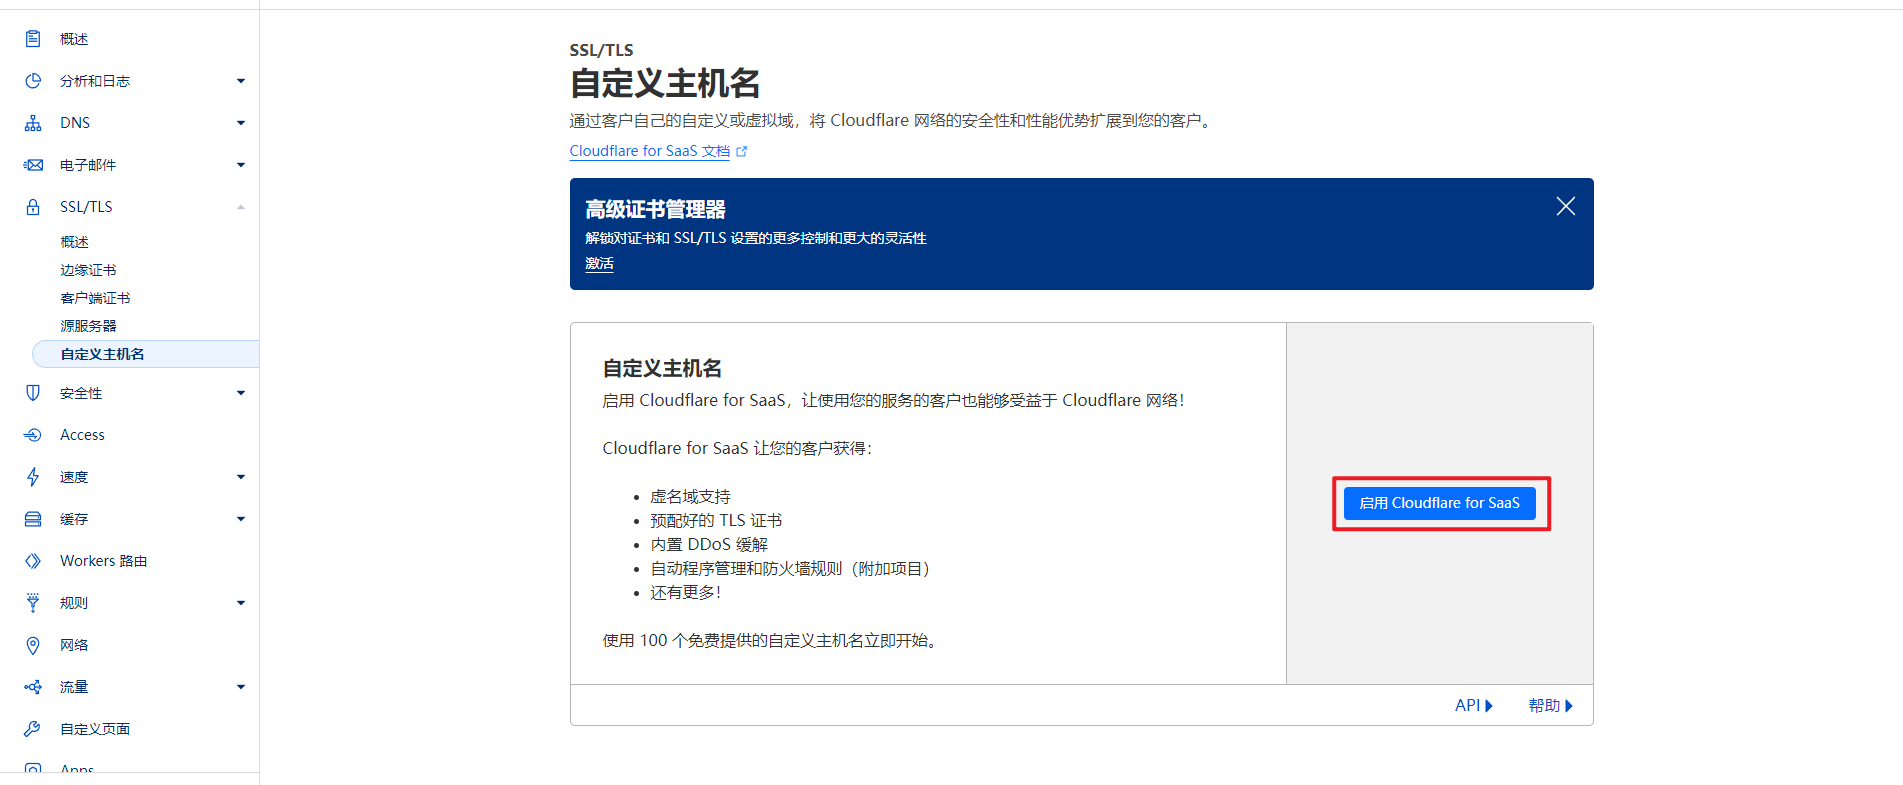 概述
分析和日志
DNS
电子邮件
SSL/TLS
概述
边缘证书
客户端证书
源服务器
自定义主机名
安全性
Access
速度
缓存
Workers 路由
规则
网络
流量
自定义页面
Apps
SSL/TLS
自定义主机名
通过客户自己的自定义或虚拟域，将 Cloudflare 网络的安全性和性能优势扩展到您的客户。
Cloudflare for SaaS 文档
高级证书管理器
解锁对证书和 SSL/TLS 设置的更多控制和更大的灵活性
激活
自定义主机名
启用 Cloudflare for SaaS，让使用您的服务的客户也能够受益于 Cloudflare 网络！
Cloudflare for SaaS 让您的客户获得：
虚名域支持
预配好的 TLS 证书
内置 DDoS 缓解
自动程序管理和防火墙规则（附加项目）
还有更多！
使用 100 个免费提供的自定义主机名立即开始。
启用 Cloudflare for SaaS
API
帮助